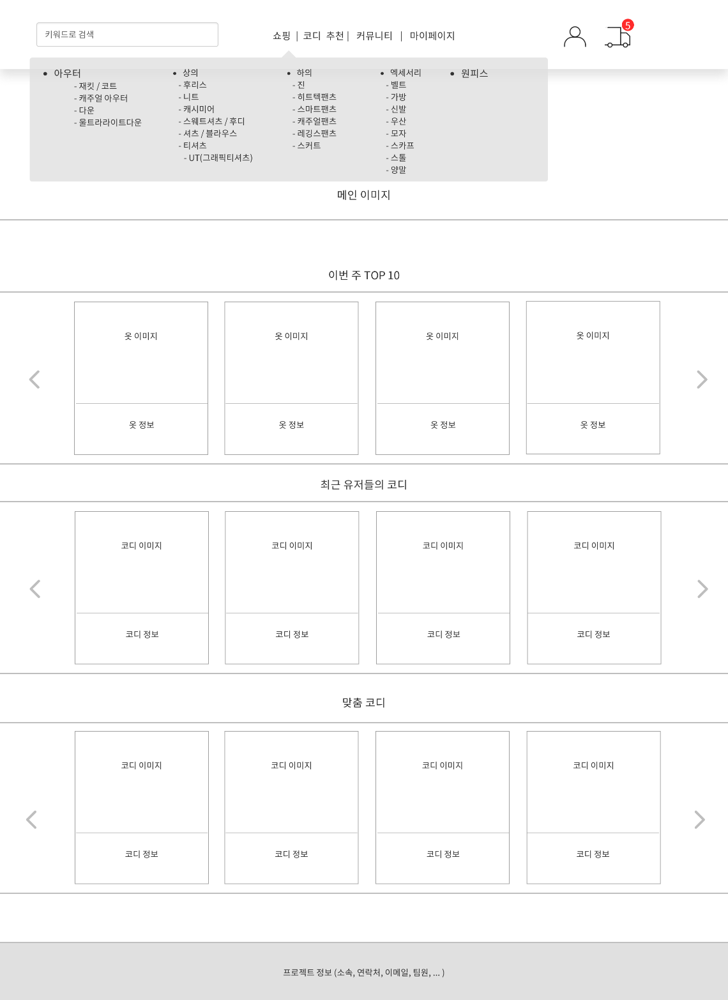 키워드로 검색
쇼핑 | 코디 추천 | 커뮤니티 | 마이페이지
5
• 아우터
- 재킷 / 코트
- 캐주얼 아우터
- 다운
- 울트라라이트다운
• 상의
- 후리스
- 니트
- 캐시미어
- 스웨트셔츠 / 후디
- 셔츠 / 블라우스
- 티셔츠
- UT(그래픽티셔츠)
• 하의
- 진
- 히트텍팬츠
- 스마트팬츠
- 캐주얼팬츠
- 레깅스팬츠
- 스커트
• 엑세서리
- 벨트
- 가방
- 신발
- 우산
- 모자
- 스카프
- 스톨
- 양말
• 원피스
메인 이미지
이번 주 TOP 10
옷 이미지 옷 이미지 옷 이미지 옷 이미지
옷 정보 옷 정보 옷 정보 옷 정보
최근 유저들의 코디
코디 이미지 코디 이미지 코디 이미지 코디 이미지
코디 정보 코디 정보 코디 정보 코디 정보
맞춤 코디
코디 이미지 코디 이미지 코디 이미지 코디 이미지
코디 정보 코디 정보 코디 정보 코디 정보
프로젝트 정보 (소속, 연락처, 이메일, 팀원, ... )